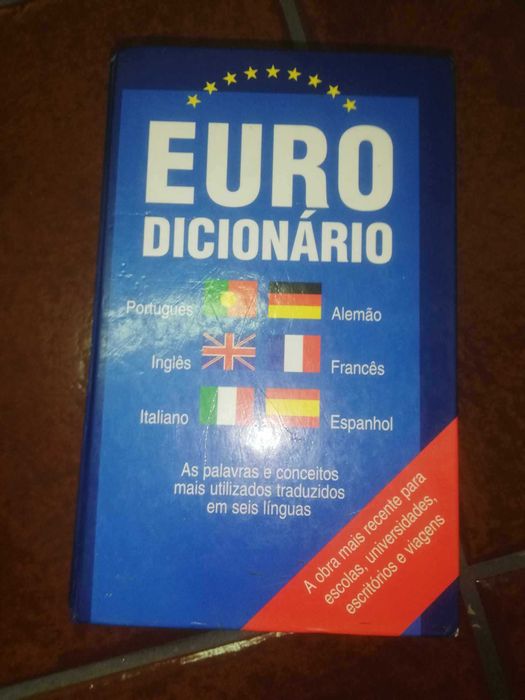 EURO
DICIONÁRIO
Português
Alemão
Inglês
Francês
Italiano
Espanhol
As palavras e conceitos
mais utilizados traduzidos
em seis línguas
A obra mais recente para
escolas, universidades,
escritórios e viagens